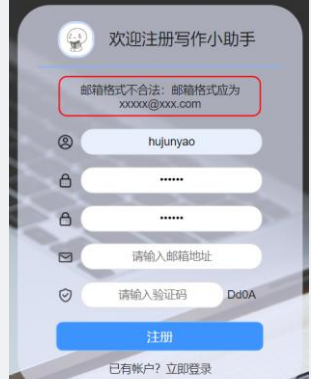 欢迎注册写作小助手
邮箱格式不合法：邮箱格式应为
xxxxx@xxx.com
hujunyao
••••••
••••••
请输入邮箱地址
请输入验证码 Dd0A
注册
已有帐户？立即登录